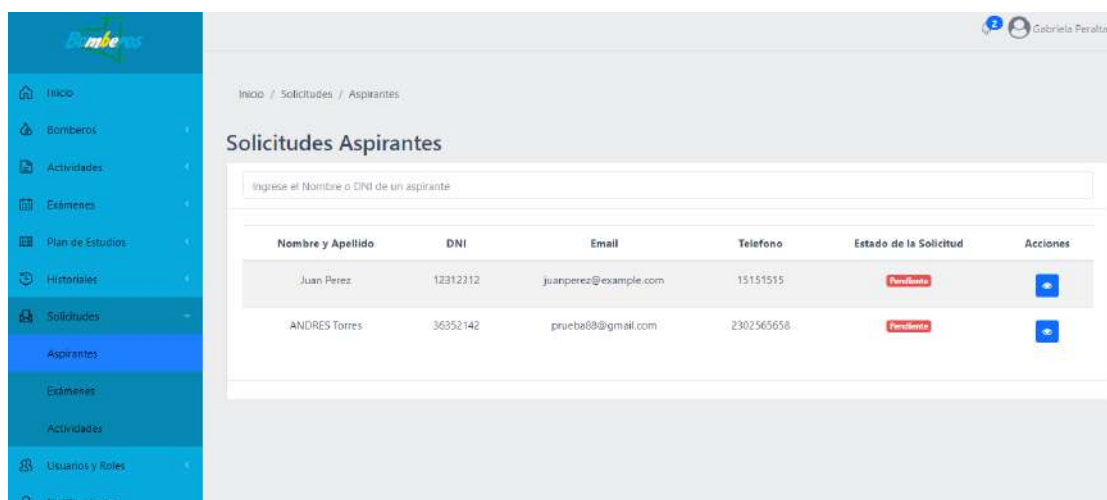 Bomberos
2
Gabriela Peralta
Inicio
Bomberos
Actividades
Exámenes
Plan de Estudios
Historiales
Solicitudes
Aspirantes
Exámenes
Actividades
Usuarios y Roles
Inicio / Solicitudes / Aspirantes
Solicitudes Aspirantes
Ingrese el Nombre o DNI de un aspirante
Nombre y Apellido DNI Email Telefono Estado de la Solicitud Acciones
Juan Perez 12312312 juanperez@example.com 15151515 Pendiente
ANDRES Torres 36352142 prueba88@gmail.com 2302565658 Pendiente